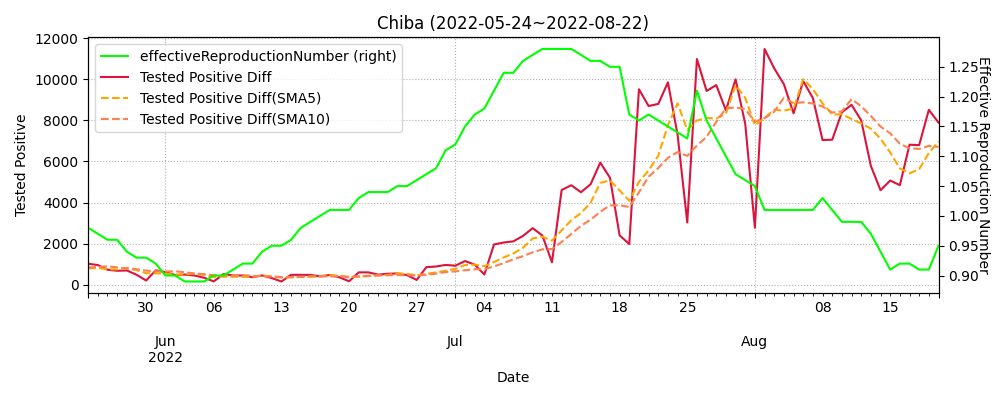 Chiba (2022-05-24~2022-08-22)
effectiveReproductionNumber (right)
Tested Positive Diff
Tested Positive Diff(SMA5)
Tested Positive Diff(SMA10)
Tested Positive
12000
10000
8000
6000
4000
2000
0
Effective Reproduction Number
1.25
1.20
1.15
1.10
1.05
1.00
0.95
0.90
30 06 13 20 27 04 11 18 25 08 15
Jun Jul Aug
2022
Date